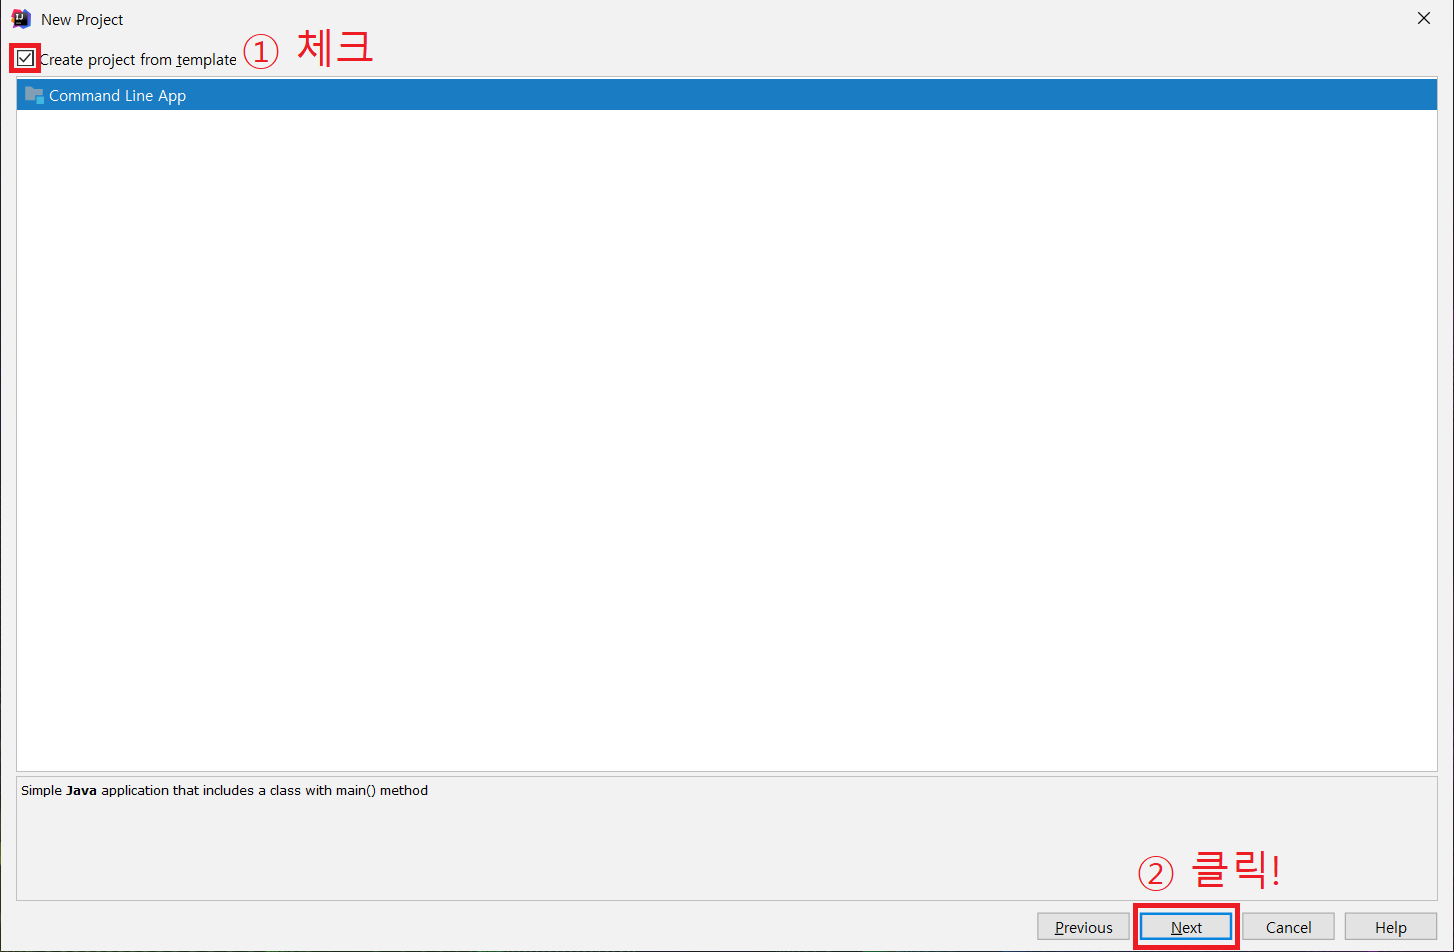 New Project
Create project from template ① 체크
Command Line App
Simple Java application that includes a class with main() method
② 클릭!
Previous Next Cancel Help